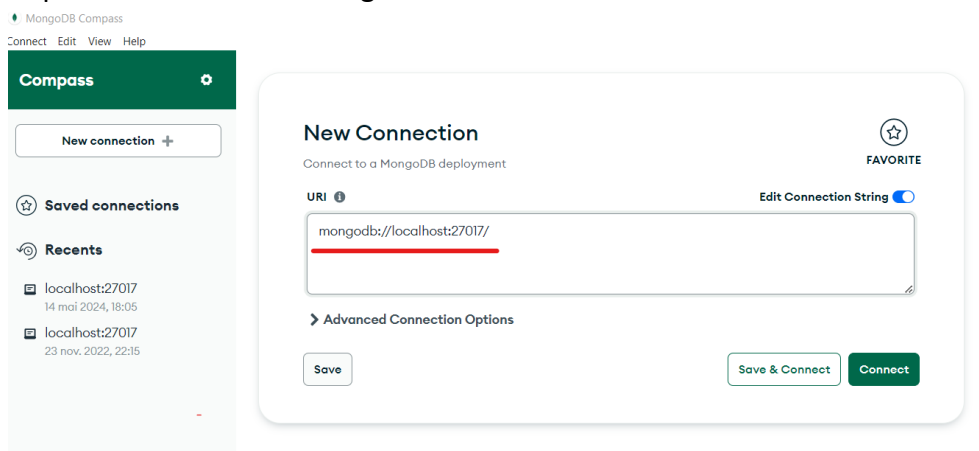 MongoDB Compass
Connect Edit View Help
Compass
New connection +
Saved connections
Recents
localhost:27017
14 mai 2024, 18:05
localhost:27017
23 nov. 2022, 22:15
New Connection
FAVORITE
Connect to a MongoDB deployment
URI
Edit Connection String
mongodb://localhost:27017/
Advanced Connection Options
Save
Save & Connect
Connect